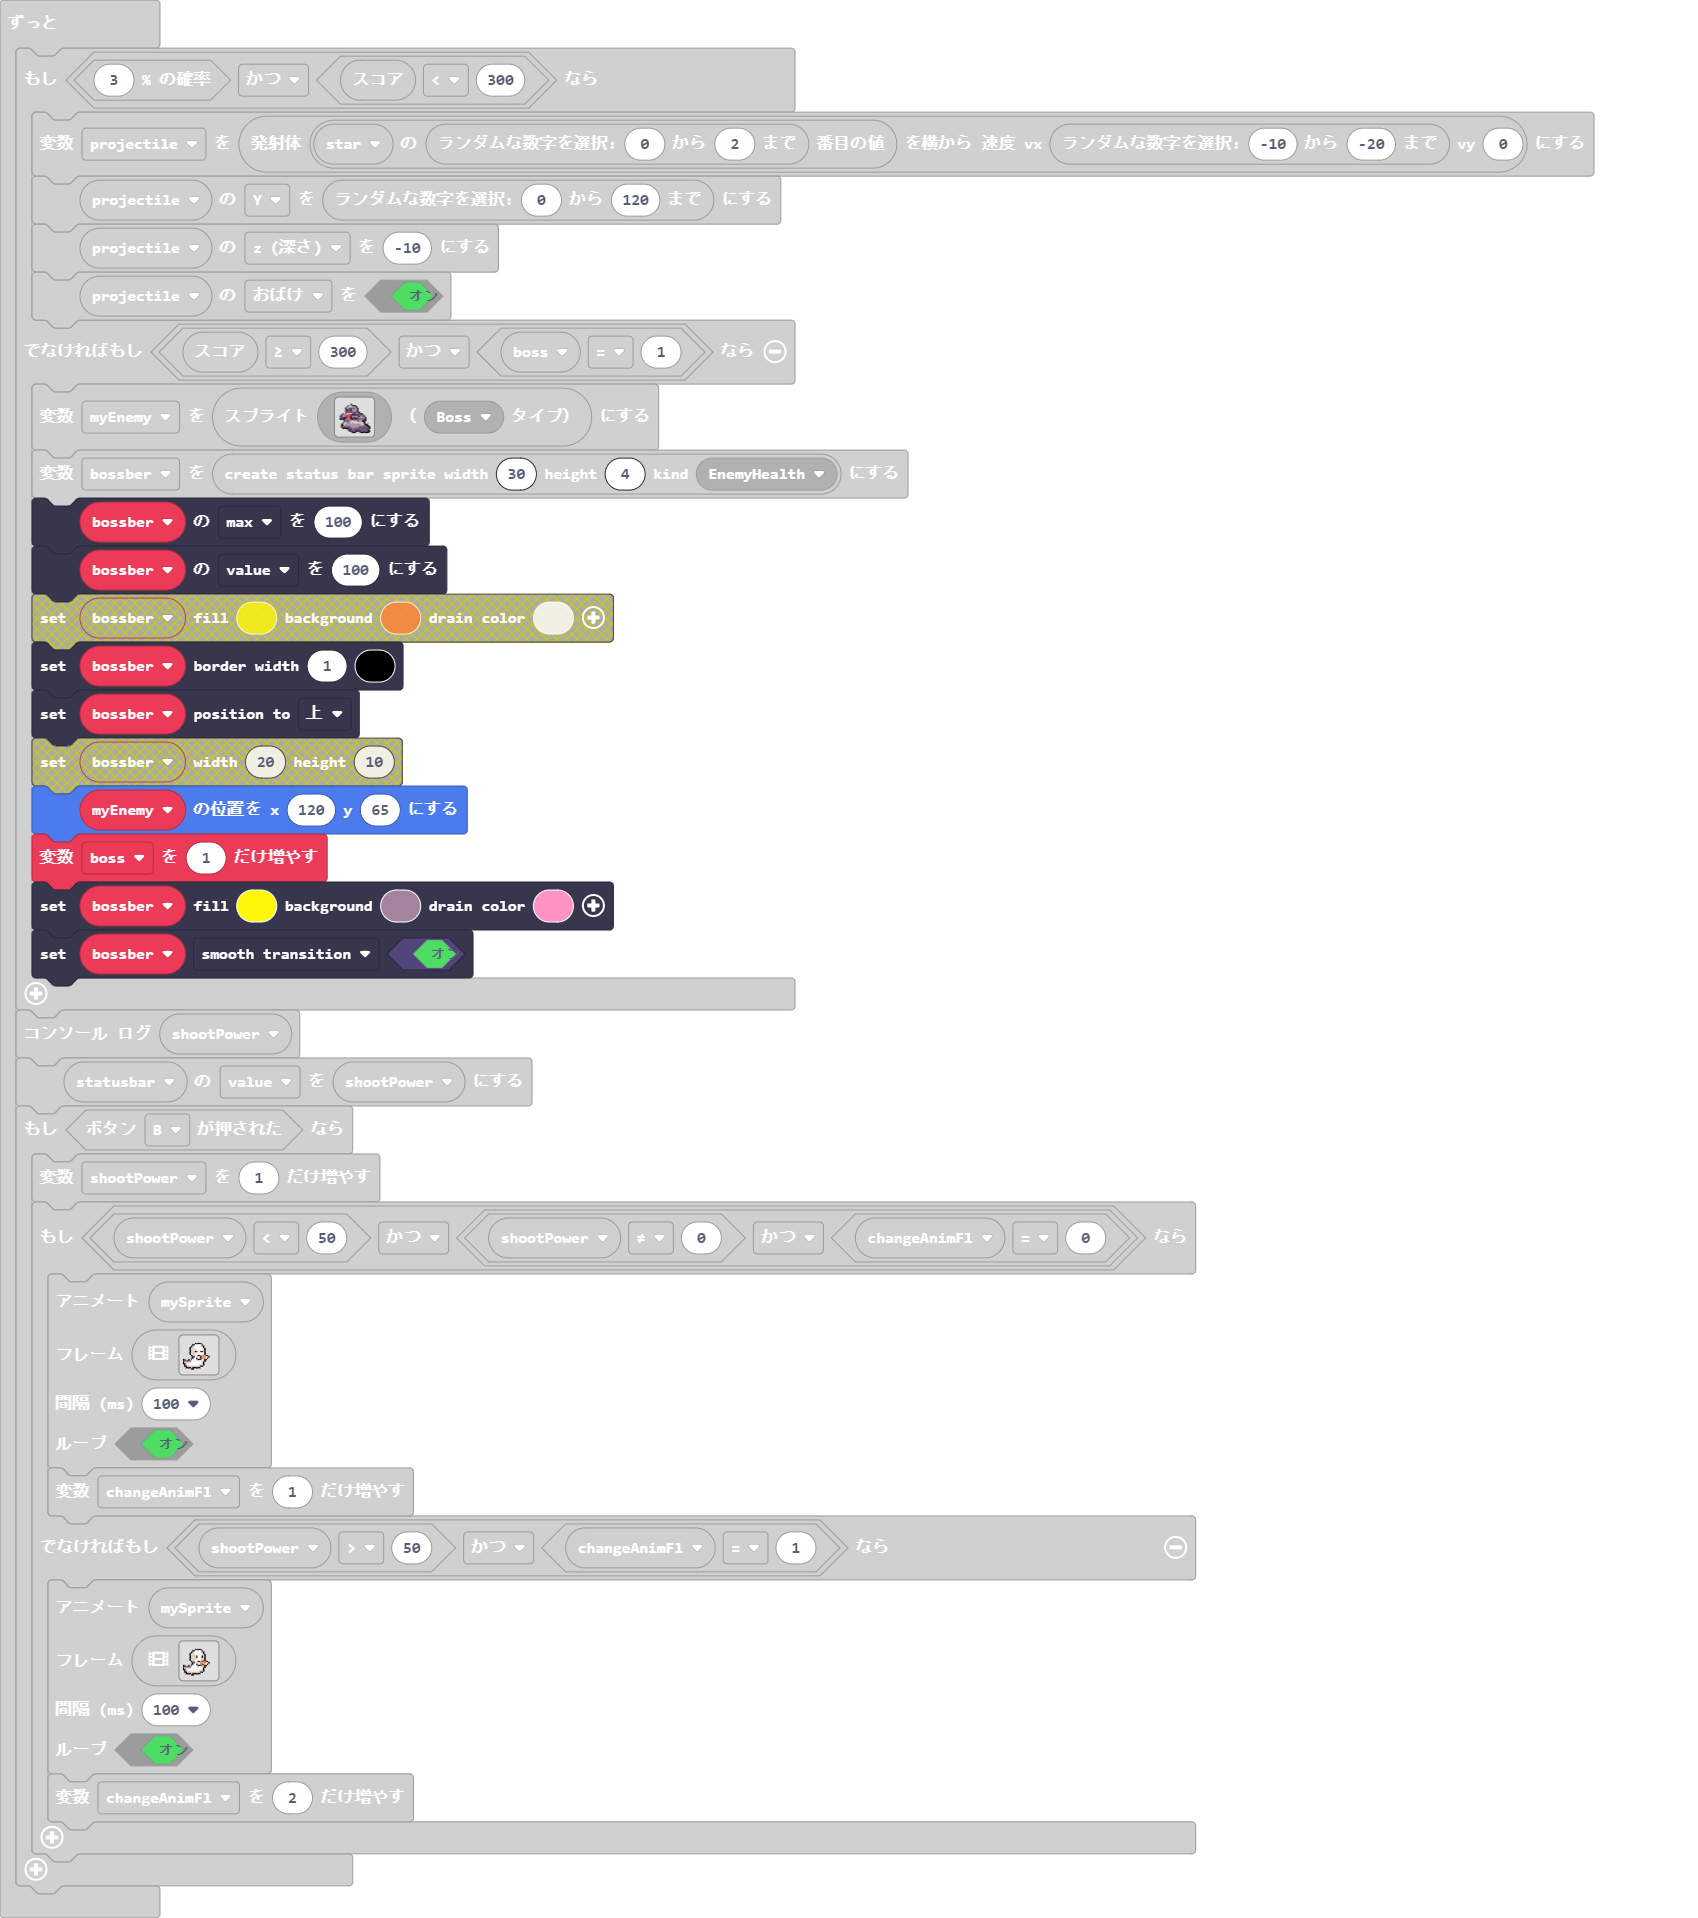 ずっと
もし 3 % の確率 かつ スコア < 300 なら
変数 projectile を 発射体 star の ランダムな数字を選択: 0 から 2 まで 番目の値 を横から 速度 vx ランダムな数字を選択: -10 から -20 まで vy 0 にする
projectile の Y を ランダムな数字を選択: 0 から 120 まで にする
projectile の z (深さ) を -10 にする
projectile の おばけ を オン
でなければもし スコア ≥ 300 かつ boss = 1 なら
変数 myEnemy を スプライト ( Boss タイプ) にする
変数 bossber を create status bar sprite width 30 height 4 kind EnemyHealth にする
bossber の max を 100 にする
bossber の value を 100 にする
set bossber fill background drain color
set bossber border width 1
set bossber position to 上
set bossber width 20 height 10
myEnemy の位置を x 120 y 65 にする
変数 boss を 1 だけ増やす
set bossber fill background drain color
set bossber smooth transition オン
コンソール ログ shootPower
statusbar の value を shootPower にする
もし ボタン B が押された なら
変数 shootPower を 1 だけ増やす
もし shootPower < 50 かつ shootPower ≠ 0 かつ changeAnimFl = 0 なら
アニメート mySprite
フレーム
間隔 (ms) 100
ループ オン
変数 changeAnimFl を 1 だけ増やす
でなければもし shootPower > 50 かつ changeAnimFl = 1 なら
アニメート mySprite
フレーム
間隔 (ms) 100
ループ オン
変数 changeAnimFl を 2 だけ増やす